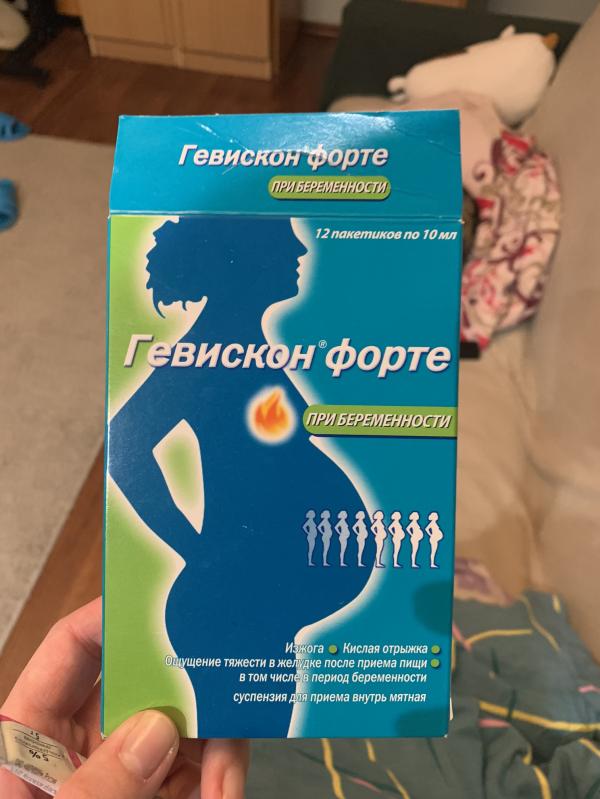 Гевискон форте
ПРИ БЕРЕМЕННОСТИ
12 пакетиков по 10 мл
Гевискон® форте
ПРИ БЕРЕМЕННОСТИ
Изжога ● Кислая отрыжка ●
Ощущение тяжести в желудке после приема пищи ●
в том числе в период беременности
суспензия для приема внутрь мятная
5%